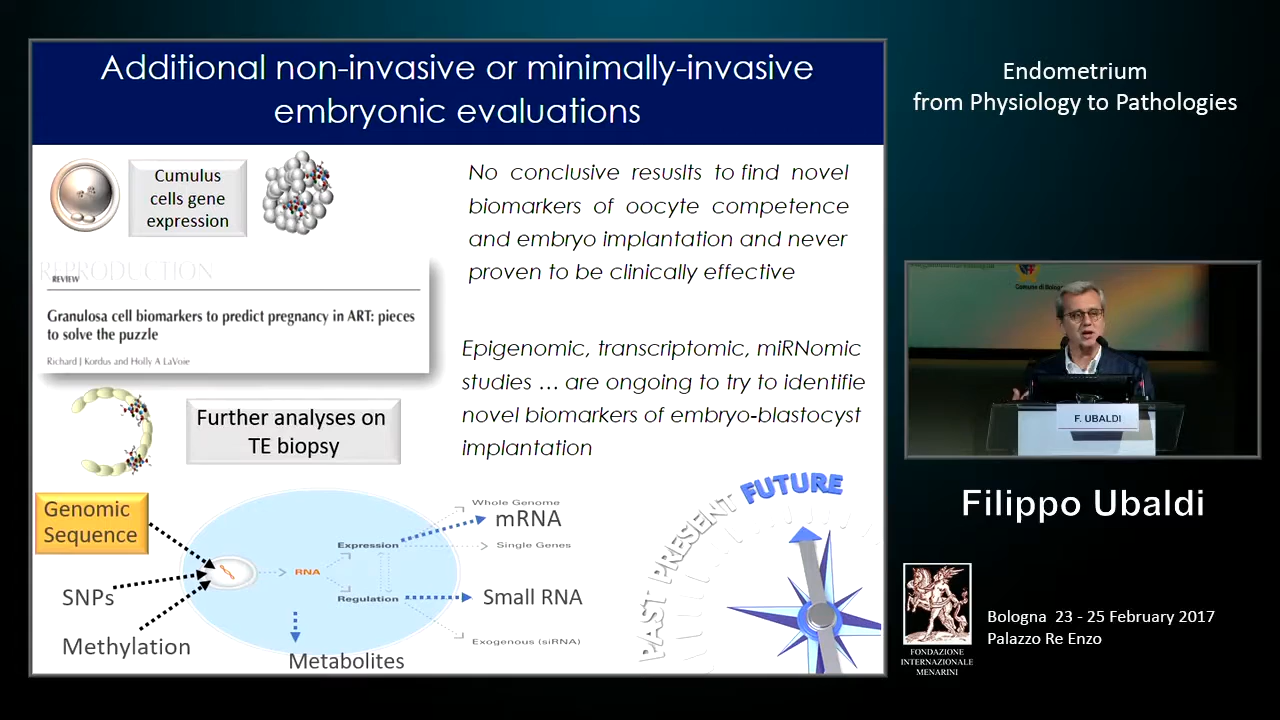 Additional non-invasive or minimally-invasive
embryonic evaluations
Cumulus
cells gene
expression
No conclusive resuslts to find novel
biomarkers of oocyte competence
and embryo implantation and never
proven to be clinically effective
REPRODUCTION
REVIEW
Granulosa cell biomarkers to predict pregnancy in ART: pieces
to solve the puzzle
Richard J Kordus and Holly A LaVoie
Epigenomic, transcriptomic, miRNomic
studies … are ongoing to try to identifie
novel biomarkers of embryo-blastocyst
implantation
Further analyses on
TE biopsy
Genomic
Sequence
SNPs
Methylation
RNA
Expression
Regulation
Whole Genome
mRNA
Single Genes
Small RNA
Exogenous (siRNA)
Metabolites
PAST PRESENT FUTURE
Endometrium
from Physiology to Pathologies
Comune di Bologna
F. UBALDI
Filippo Ubaldi
Bologna 23 - 25 February 2017
Palazzo Re Enzo
FONDAZIONE
INTERNAZIONALE
MENARINI